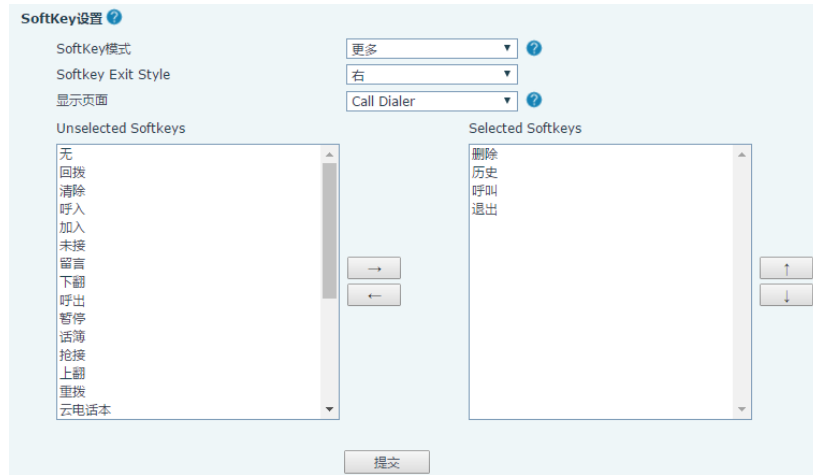 SoftKey设置 ?
SoftKey模式 更多 ?
Softkey Exit Style 右
显示页面 Call Dialer ?
Unselected Softkeys Selected Softkeys
无 删除
回拨 历史
清除 呼叫
呼入 退出
加入
未接
留言
下翻
呼出
暂停
话簿
抢接
上翻
重拨
云电话本
→
←
↑
↓
提交